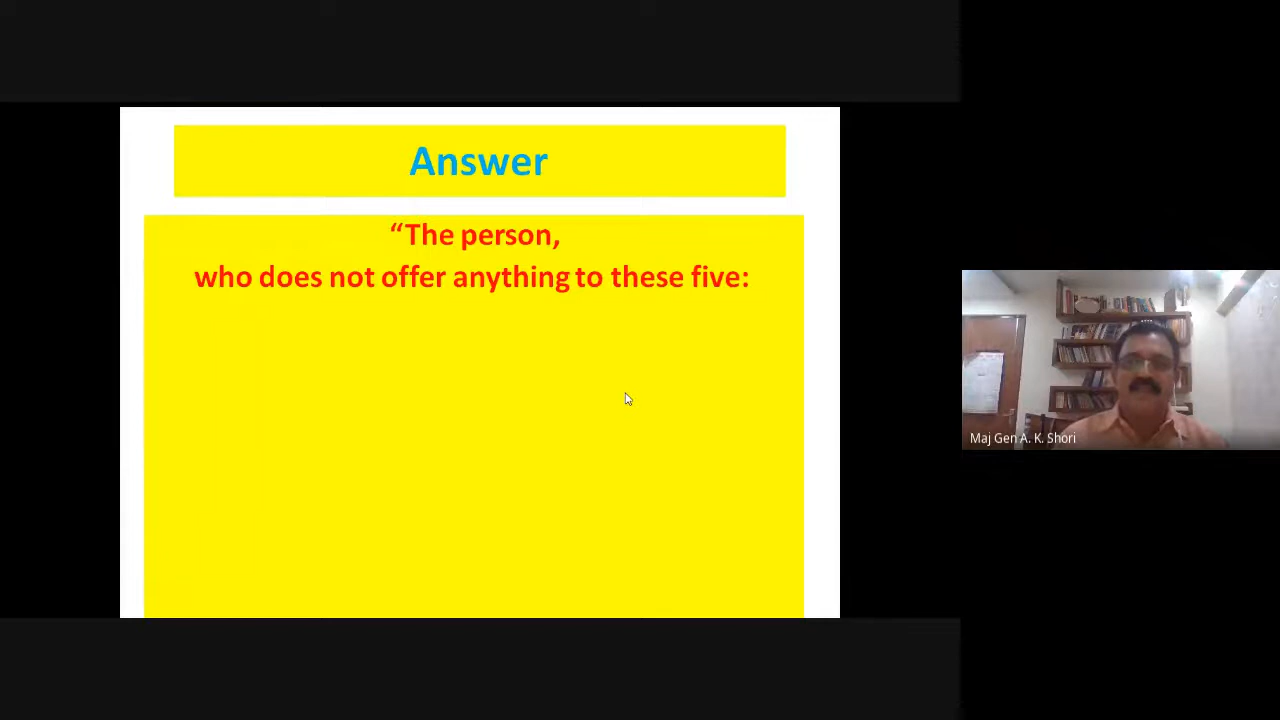 Answer
“The person,
who does not offer anything to these five:
Maj Gen A. K. Shori